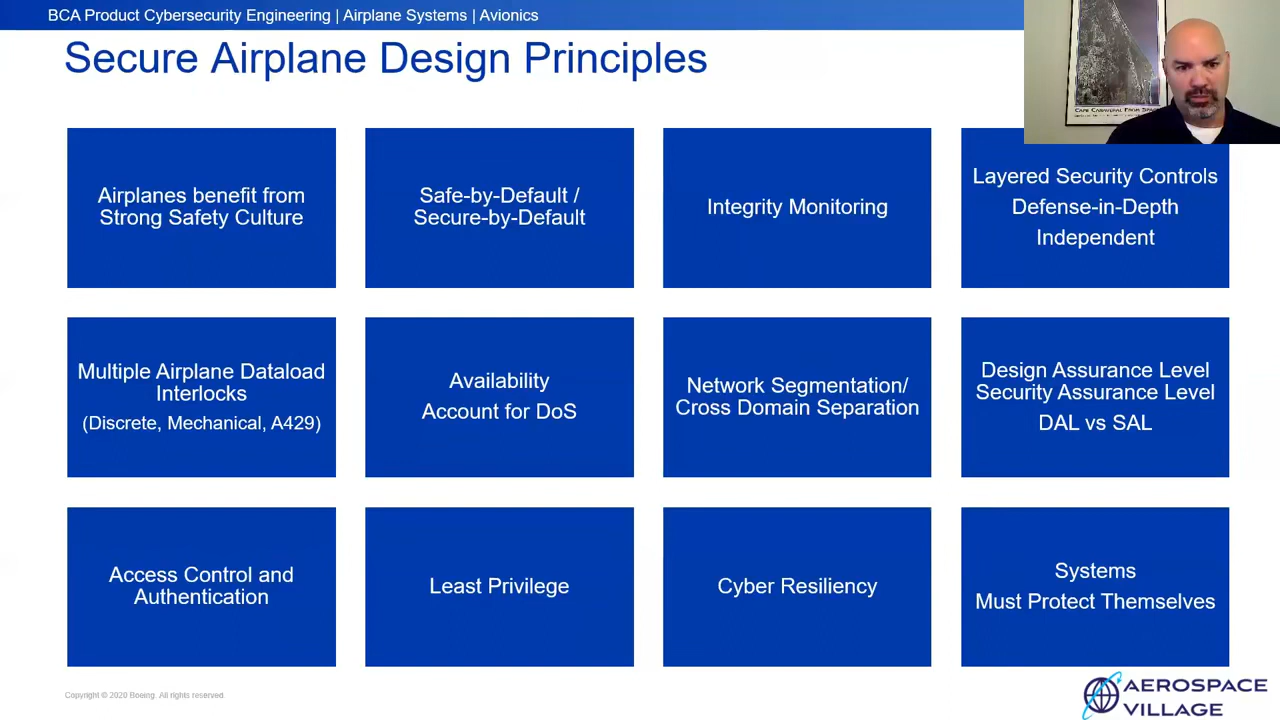 BCA Product Cybersecurity Engineering | Airplane Systems | Avionics
Secure Airplane Design Principles
CAPE CANAVERAL FROM SPACE
Airplanes benefit from
Strong Safety Culture
Safe-by-Default /
Secure-by-Default
Integrity Monitoring
Layered Security Controls
Defense-in-Depth
Independent
Multiple Airplane Dataload
Interlocks
(Discrete, Mechanical, A429)
Availability
Account for DoS
Network Segmentation/
Cross Domain Separation
Design Assurance Level
Security Assurance Level
DAL vs SAL
Access Control and
Authentication
Least Privilege
Cyber Resiliency
Systems
Must Protect Themselves
Copyright © 2020 Boeing. All rights reserved.
AEROSPACE
VILLAGE